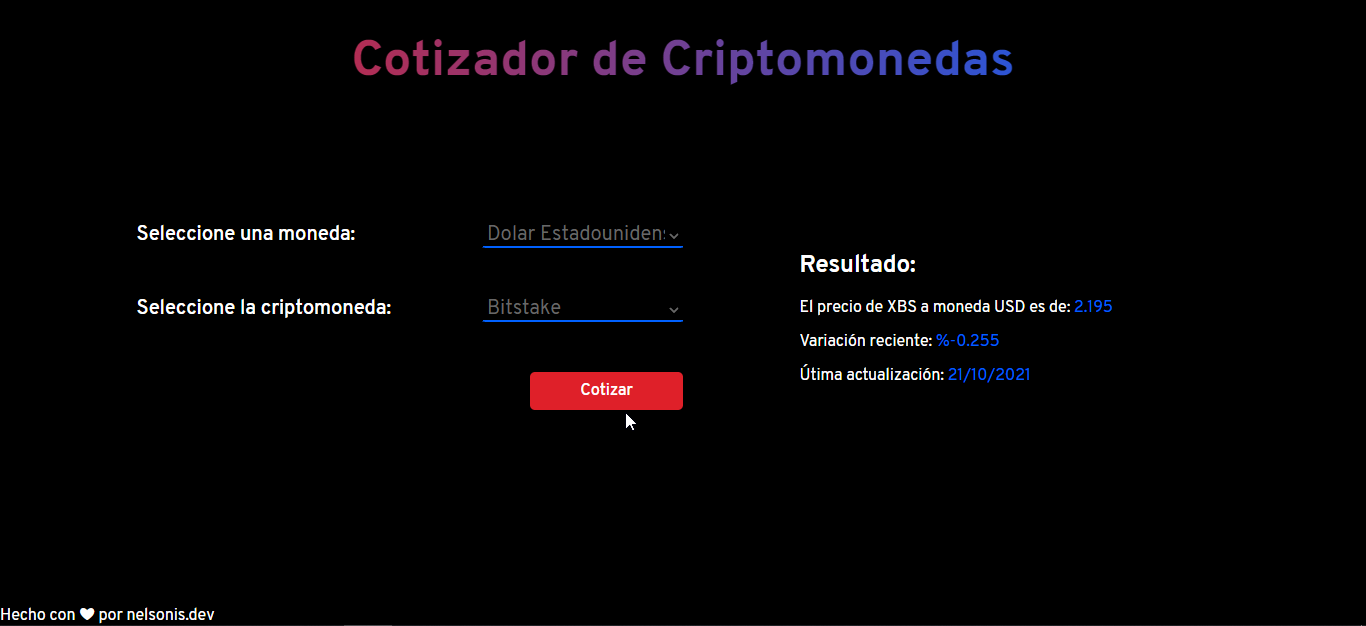 Cotizador de Criptomonedas
Seleccione una moneda:
Dolar Estadouniden
Seleccione la criptomoneda:
Bitstake
Cotizar
Resultado:
El precio de XBS a moneda USD es de: 2.195
Variación reciente: %-0.255
Útima actualización: 21/10/2021
Hecho con ♥ por nelsonis.dev